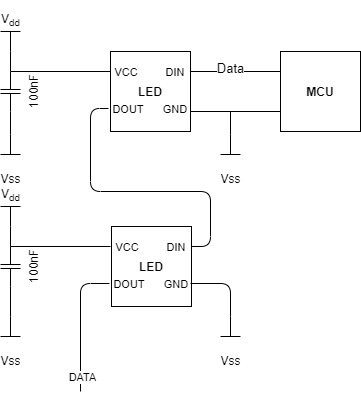 Vdd
VCC DIN Data
LED
MCU
100nF
DOUT GND
Vss
Vss
Vdd
VCC DIN
LED
100nF
DOUT GND
Vss
Vss
DATA